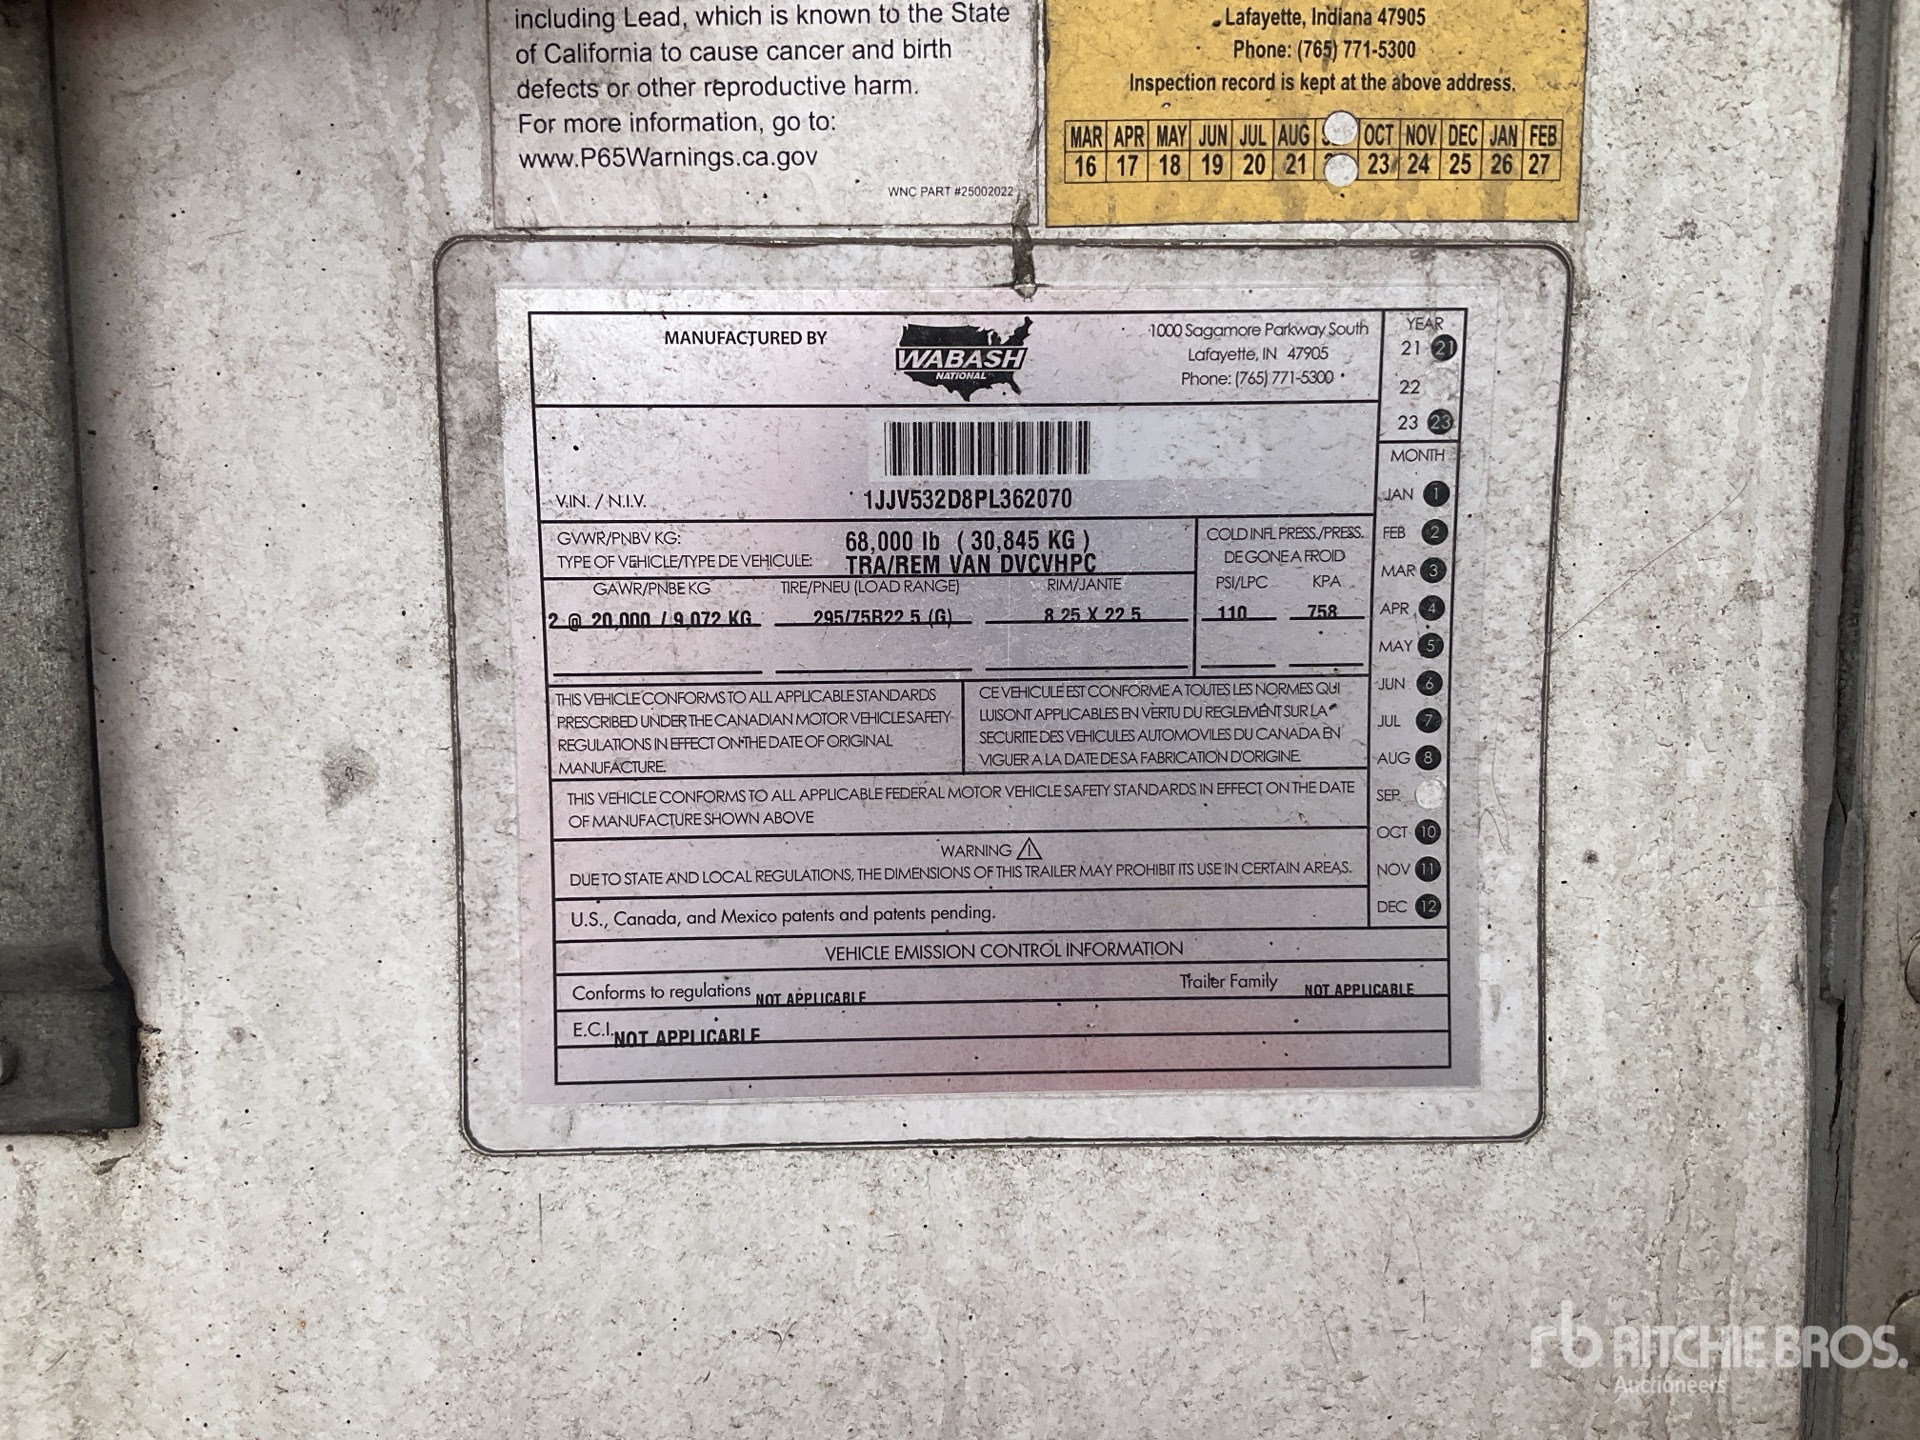 including Lead, which is known to the State
of California to cause cancer and birth
defects or other reproductive harm.
For more information, go to:
www.P65Warnings.ca.gov
WNC PART #25002022
Lafayette, Indiana 47905
Phone: (765) 771-5300
Inspection record is kept at the above address.
MAR APR MAY JUN JUL AUG OCT NOV DEC JAN FEB
16 17 18 19 20 21 23 24 25 26 27
MANUFACTURED BY
WABASH
NATIONAL
1000 Sagamore Parkway South
Lafayette, IN 47905
Phone: (765) 771-5300
YEAR
21 21
22
23 23
V.I.N. / N.I.V.
1JJV532D8PL362070
GVWR/PNBV KG: 68,000 lb ( 30,845 KG )
TYPE OF VEHICLE/TYPE DE VEHICULE: TRA/REM VAN DVCVHPC
COLD INFL PRESS./PRESS.
DE GONE A FROID
GAWR/PNBE KG TIRE/PNEU (LOAD RANGE) RIM/JANTE PSI/LPC KPA
2 @ 20,000 / 9,072 KG 295/75R22.5 (G) 8.25 X 22.5 110 758
THIS VEHICLE CONFORMS TO ALL APPLICABLE STANDARDS
PRESCRIBED UNDER THE CANADIAN MOTOR VEHICLE SAFETY
REGULATIONS IN EFFECT ON THE DATE OF ORIGINAL
MANUFACTURE.
CE VEHICULE EST CONFORME A TOUTES LES NORMES QUI
LUISONT APPLICABLES EN VERTU DU REGLEMENT SUR LA
SECURITE DES VEHICULES AUTOMOVILES DU CANADA EN
VIGUER A LA DATE DE SA FABRICATION D'ORIGINE.
THIS VEHICLE CONFORMS TO ALL APPLICABLE FEDERAL MOTOR VEHICLE SAFETY STANDARDS IN EFFECT ON THE DATE
OF MANUFACTURE SHOWN ABOVE
WARNING
DUE TO STATE AND LOCAL REGULATIONS, THE DIMENSIONS OF THIS TRAILER MAY PROHIBIT ITS USE IN CERTAIN AREAS.
U.S., Canada, and Mexico patents and patents pending.
MONTH
JAN 1
FEB 2
MAR 3
APR 4
MAY 5
JUN 6
JUL 7
AUG 8
SEP.
OCT 10
NOV 11
DEC 12
VEHICLE EMISSION CONTROL INFORMATION
Conforms to regulations NOT APPLICABLE Trailer Family NOT APPLICABLE
E.C.I. NOT APPLICABLE
rb RITCHIE BROS.
Auctioneers